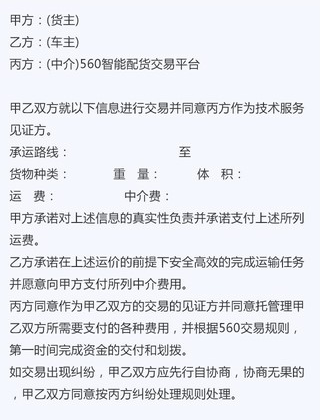 甲方：(货主)
乙方：(车主)
丙方：(中介)560智能配货交易平台
甲乙双方就以下信息进行交易并同意丙方作为技术服务
见证方。
承运路线： 至
货物种类： 重 量： 体 积：
运 费： 中介费：
甲方承诺对上述信息的真实性负责并承诺支付上述所列
运费。
乙方承诺在上述运价的前提下安全高效的完成运输任务
并愿意向甲方支付所列中介费用。
丙方同意作为甲乙双方的交易的见证方并同意托管理甲
乙双方所需要支付的各种费用，并根据560交易规则，
第一时间完成资金的交付和划拨。
如交易出现纠纷，甲乙双方应先行自协商，协商无果的
，甲乙双方同意按丙方纠纷处理规则处理。